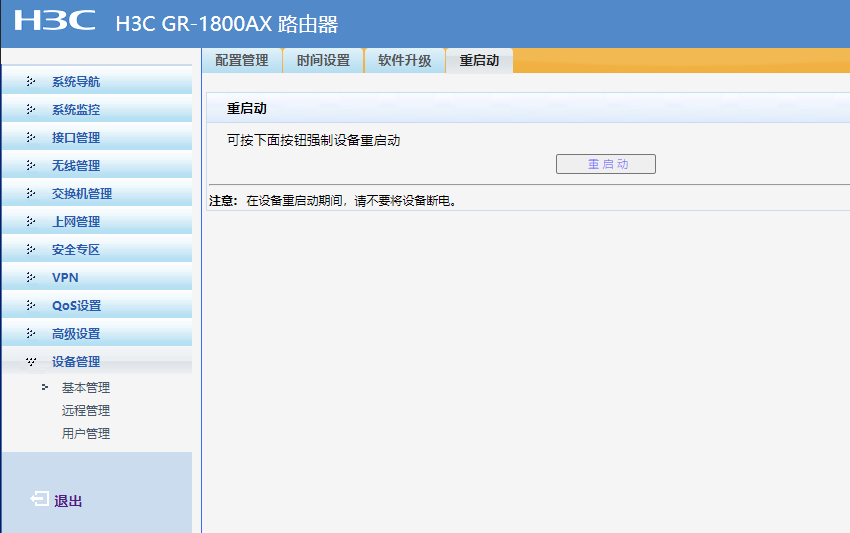 H3C H3C GR-1800AX 路由器
配置管理 时间设置 软件升级 重启动
系统导航
系统监控
接口管理
无线管理
交换机管理
上网管理
安全专区
VPN
QoS设置
高级设置
设备管理
基本管理
远程管理
用户管理
退出
重启动
可按下面按钮强制设备重启动
重启动
注意：在设备重启动期间，请不要将设备断电。